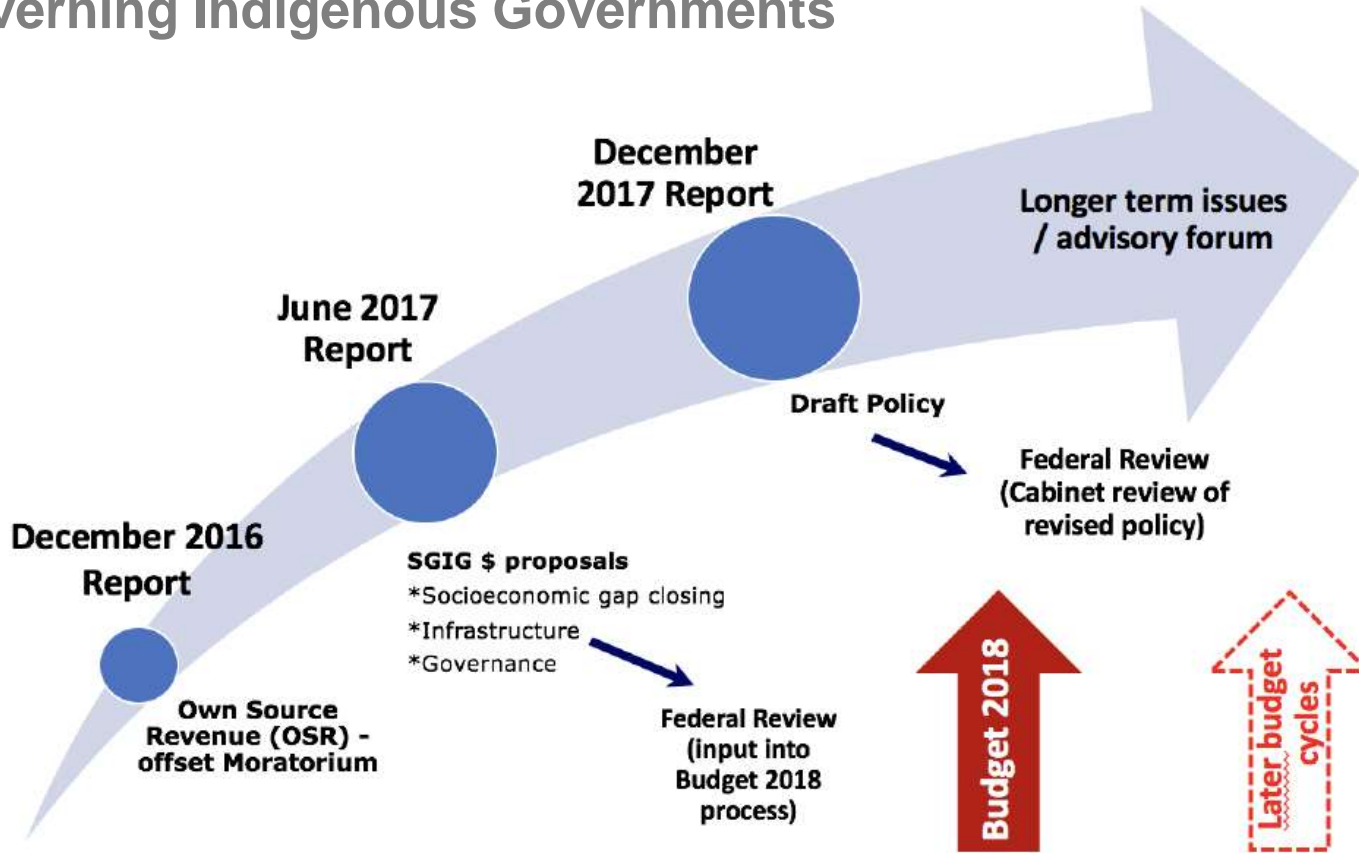 verning Indigenous Governments
December
2017 Report
Longer term issues
/ advisory forum
June 2017
Report
Draft Policy
Federal Review
(Cabinet review of
revised policy)
December 2016
Report
SGIG $ proposals
*Socioeconomic gap closing
*Infrastructure
*Governance
Own Source
Revenue (OSR) -
offset Moratorium
Federal Review
(input into
Budget 2018
process)
Budget 2018
Later budget
cycles